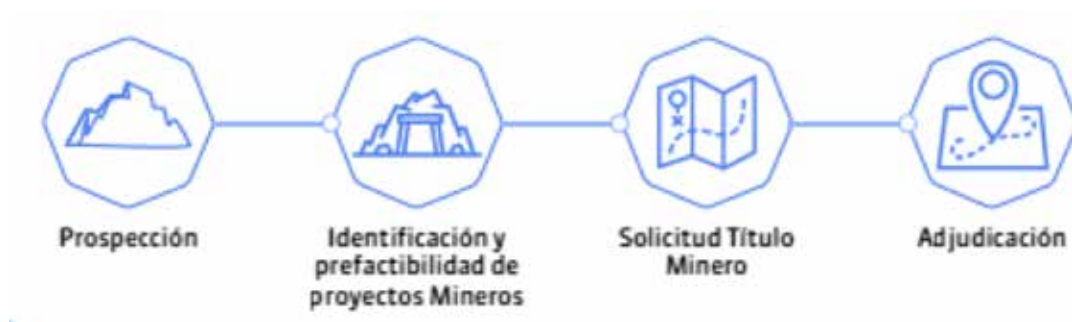 Prospección
Identificación y
prefactibilidad de
proyectos Mineros
Solicitud Título
Minero
Adjudicación